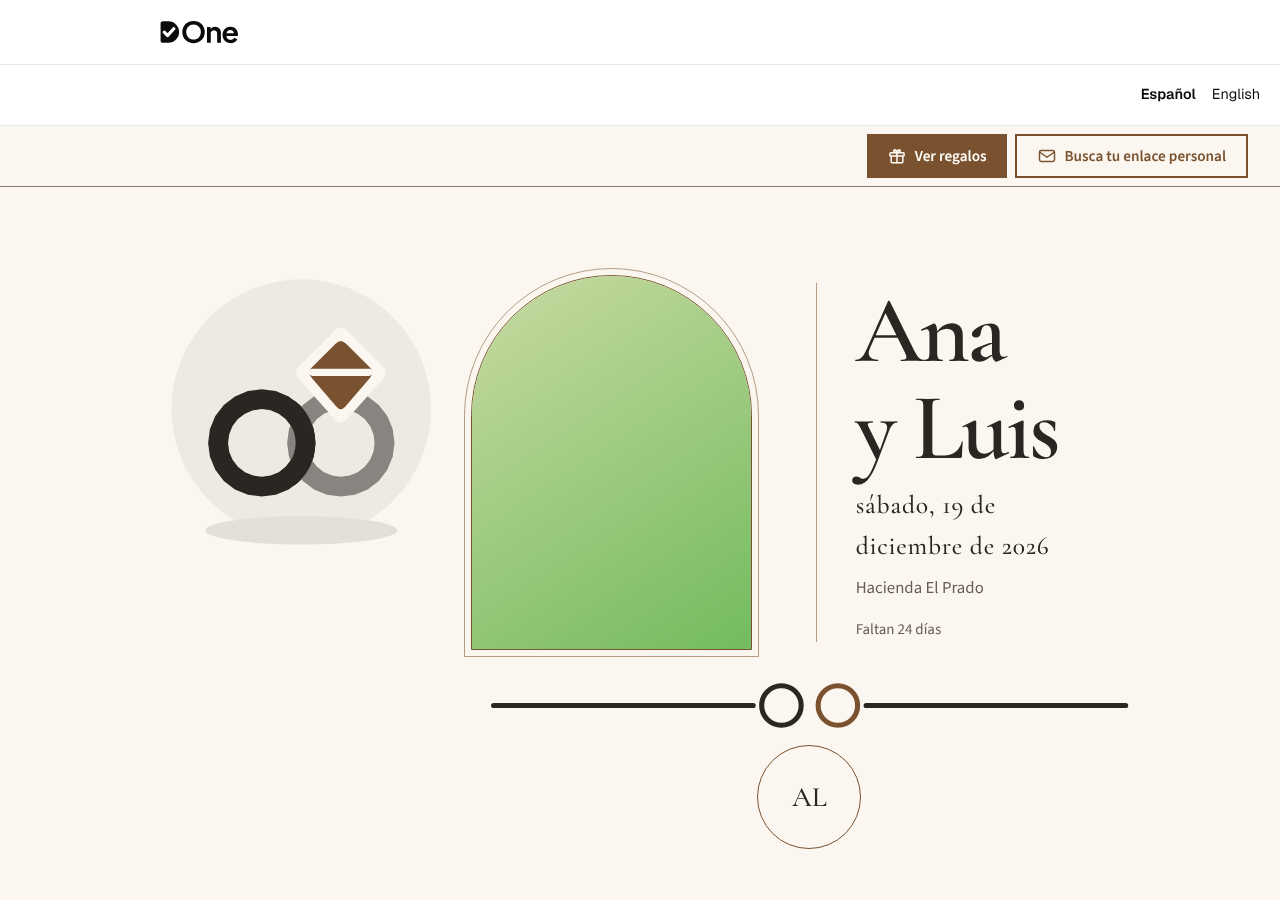 One
Español English
Ver regalos Busca tu enlace personal
Ana
y Luis
sábado, 19 de
diciembre de 2026
Hacienda El Prado
Faltan 24 días
AL